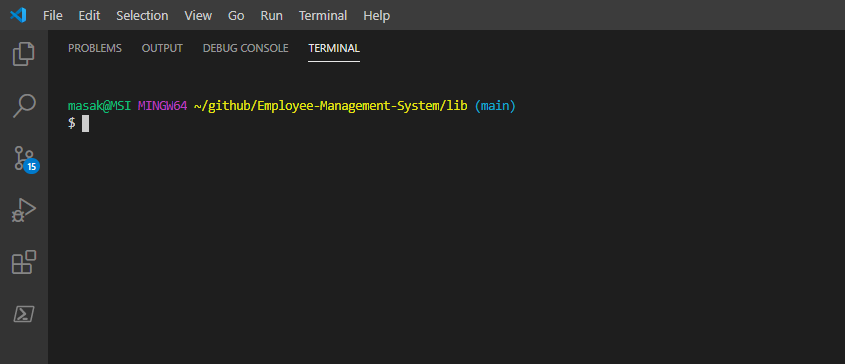 File Edit Selection View Go Run Terminal Help
PROBLEMS OUTPUT DEBUG CONSOLE TERMINAL
masak@MSI MINGW64 ~/github/Employee-Management-System/lib (main)
$
15